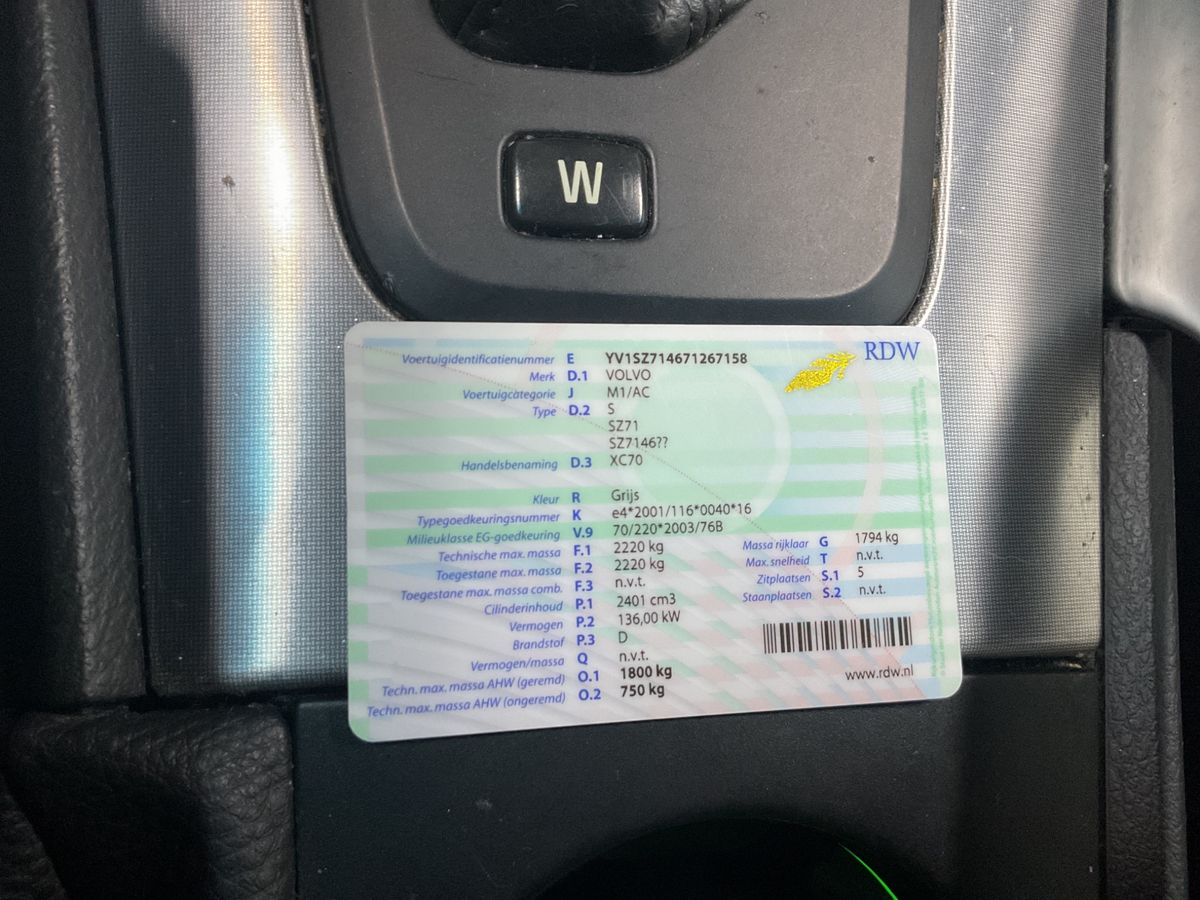 W
RDW
Voertuigidentificatienummer E YV1SZ714671267158
Merk D.1 VOLVO
Voertuigcategorie J M1/AC
Type D.2 S
SZ71
SZ7146??
Handelsbenaming D.3 XC70
Kleur R Grijs
Typegoedkeuringsnummer K e4*2001/116*0040*16
Milieuklasse EG-goedkeuring V.9 70/220*2003/76B
Technische max. massa F.1 2220 kg
Toegestane max. massa F.2 2220 kg
Toegestane max. massa comb. F.3 n.v.t.
Cilinderinhoud P.1 2401 cm3
Vermogen P.2 136,00 kW
Brandstof P.3 D
Vermogen/massa Q n.v.t.
Techn. max. massa AHW (geremd) O.1 1800 kg
Techn. max. massa AHW (ongeremd) O.2 750 kg
Massa rijklaar G 1794 kg
Max. snelheid T n.v.t.
Zitplaatsen S.1 5
Staanplaatsen S.2 n.v.t.
www.rdw.nl